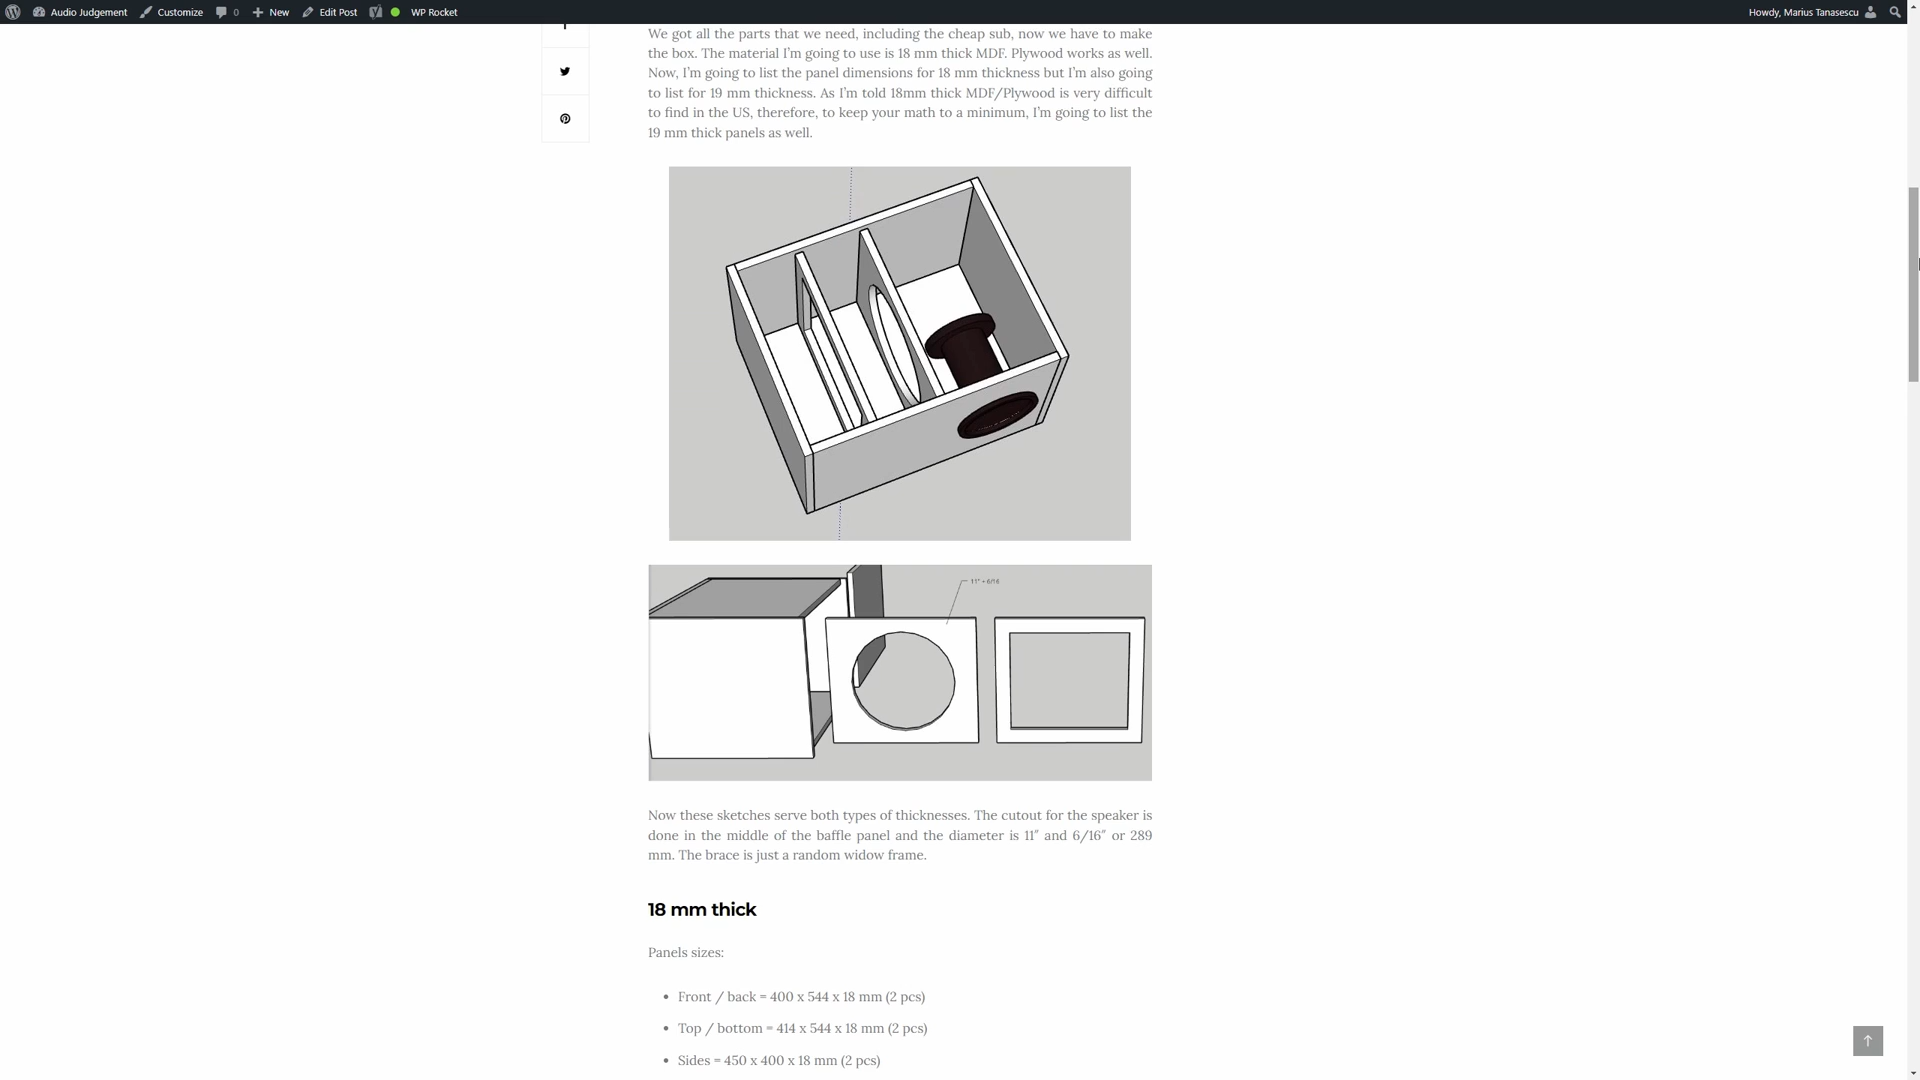 Audio Judgement Customize 0 New Edit Post WP Rocket Howdy, Marius Tanasescu
We got all the parts that we need, including the cheap sub, now we have to make
the box. The material I'm going to use is 18 mm thick MDF. Plywood works as well.
Now, I'm going to list the panel dimensions for 18 mm thickness but I'm also going
to list for 19 mm thickness. As I'm told 18mm thick MDF/Plywood is very difficult
to find in the US, therefore, to keep your math to a minimum, I'm going to list the
19 mm thick panels as well.
11" + 6/16
Now these sketches serve both types of thicknesses. The cutout for the speaker is
done in the middle of the baffle panel and the diameter is 11″ and 6/16″ or 289
mm. The brace is just a random widow frame.
18 mm thick
Panels sizes:
• Front / back = 400 x 544 x 18 mm (2 pcs)
• Top / bottom = 414 x 544 x 18 mm (2 pcs)
• Sides = 450 x 400 x 18 mm (2 pcs)